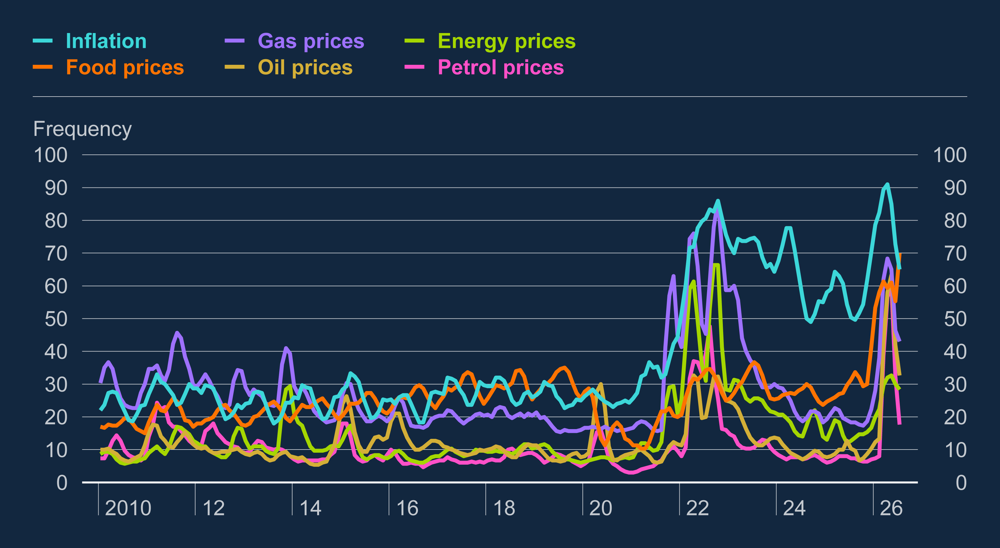 Inflation Gas prices Energy prices
Food prices Oil prices Petrol prices
Frequency
100 100
90 90
80 80
70 70
60 60
50 50
40 40
30 30
20 20
10 10
0 0
2010 12 14 16 18 20 22 24 26